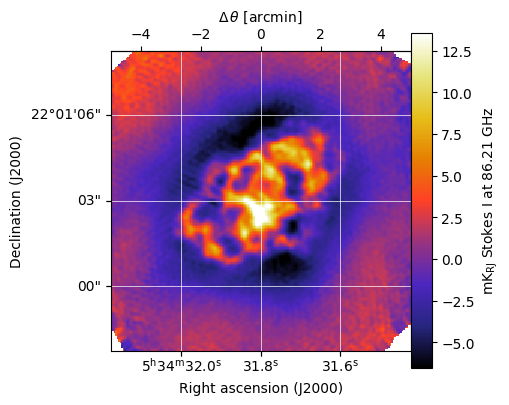 Δ θ [arcmin]
−4 −2 0 2 4
12.5
10.0
7.5
5.0
2.5
0.0
−2.5
−5.0
mK_RJ Stokes I at 86.21 GHz
22°01'06"
03"
00"
Declination (J2000)
5ʰ34ᵐ32.0ˢ 31.8ˢ 31.6ˢ
Right ascension (J2000)